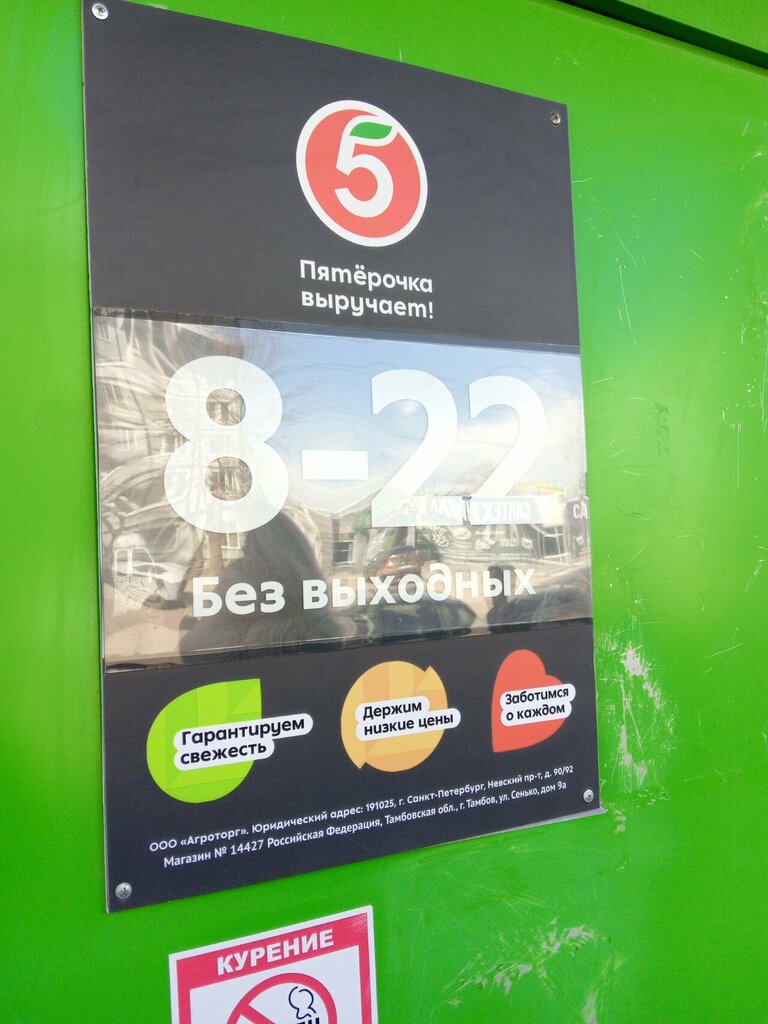 5
Пятёрочка
выручает!
8-22
Без выходных
Гарантируем
свежесть
Держим
низкие цены
Заботимся
о каждом
ООО «Агроторг». Юридический адрес: 191025, г. Санкт-Петербург, Невский пр-т, д. 90/92
Магазин № 14427 Российская Федерация, Тамбовская обл., г. Тамбов, ул. Сенько, дом 9а
КУРЕНИЕ